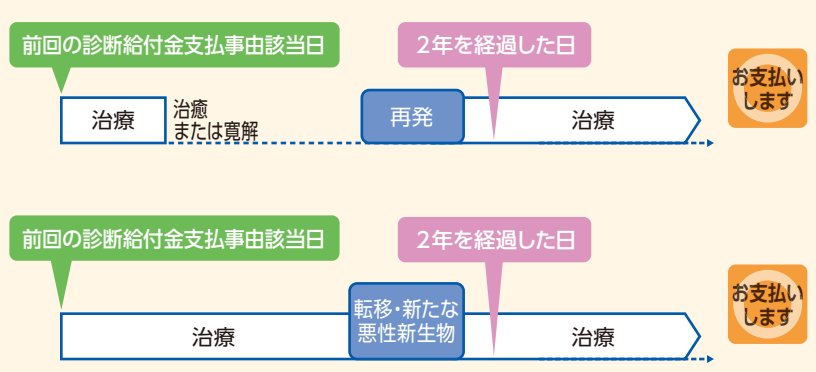 前回の診断給付金支払事由該当日
2年を経過した日
お支払い
します
治療
治癒
または寛解
再発
治療
前回の診断給付金支払事由該当日
2年を経過した日
お支払い
します
治療
転移・新たな
悪性新生物
治療